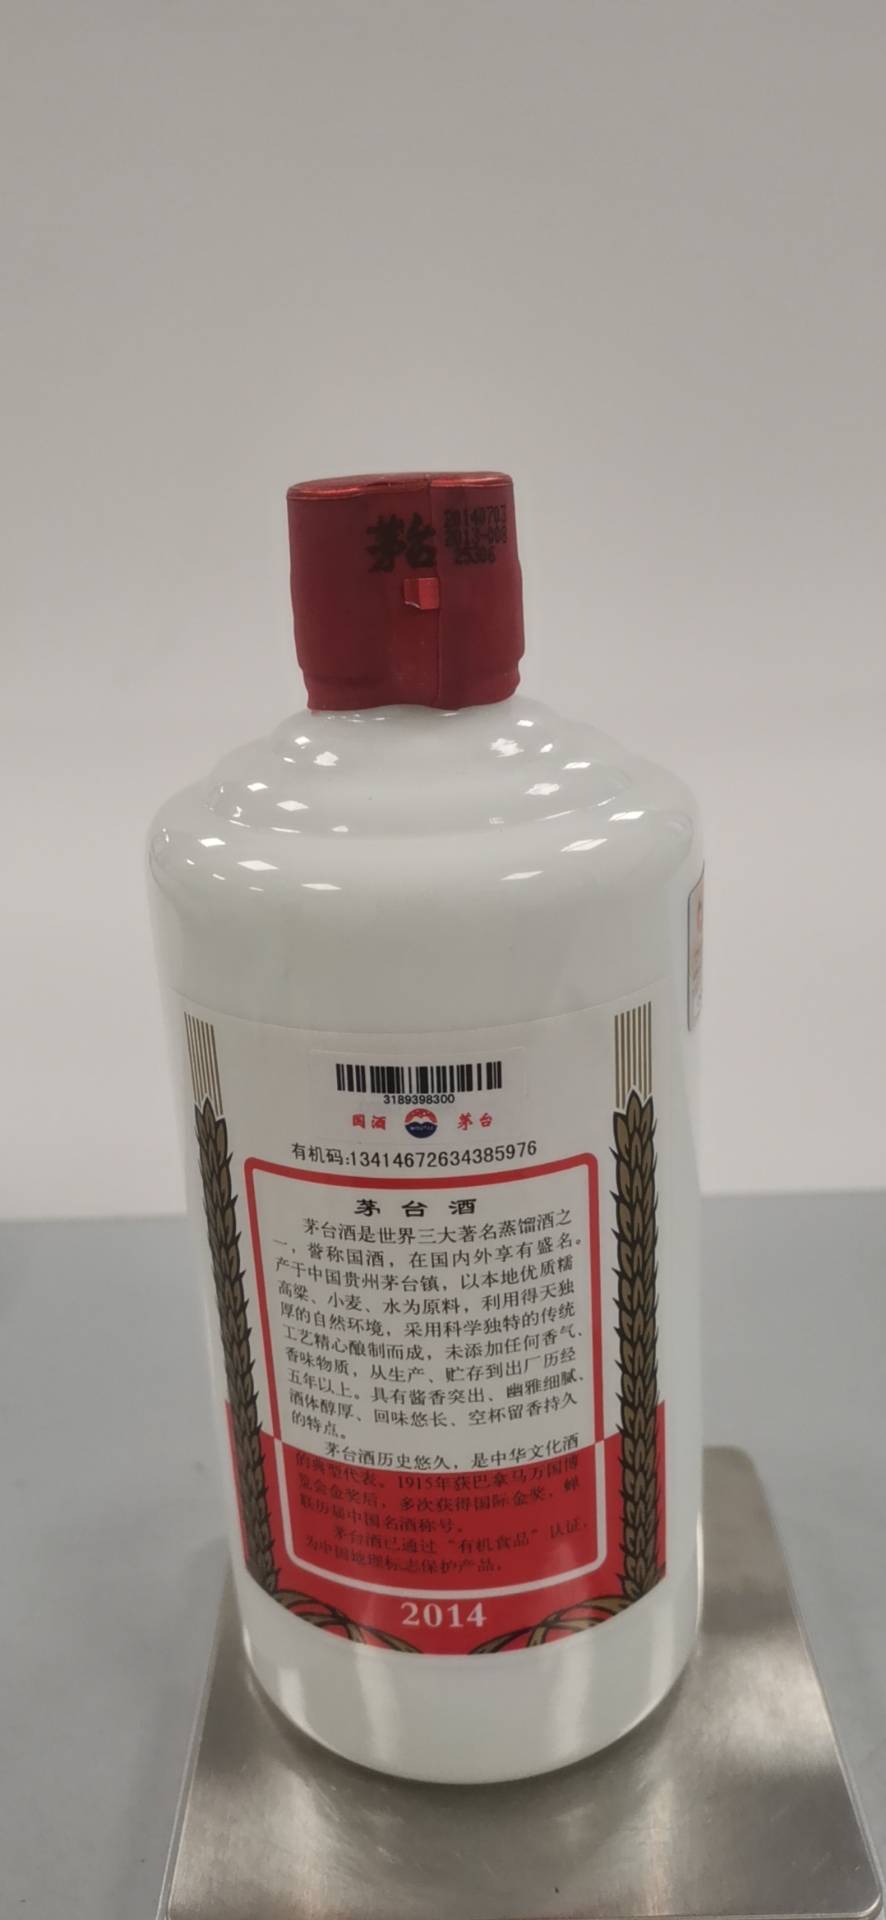 茅台
20140703
2013-008
25306
3189398300
国酒 茅台
有机码:13414672634385976
茅台酒
茅台酒是世界三大著名蒸馏酒之
一，誉称国酒，在国内外享有盛名。
产于中国贵州茅台镇，以本地优质糯
高粱、小麦、水为原料，利用得天独
厚的自然环境，采用科学独特的传统
工艺精心酿制而成，未添加任何香气、
香味物质，从生产、贮存到出厂历经
五年以上。具有酱香突出、幽雅细腻、
酒体醇厚、回味悠长、空杯留香持久
的特点。
茅台酒历史悠久，是中华文化酒
的典型代表。1915年获巴拿马万国博
览会金奖后，多次获得国际金奖，蝉
联历届中国名酒称号。
茅台酒已通过“有机食品”认证，
为中国地理标志保护产品。
2014